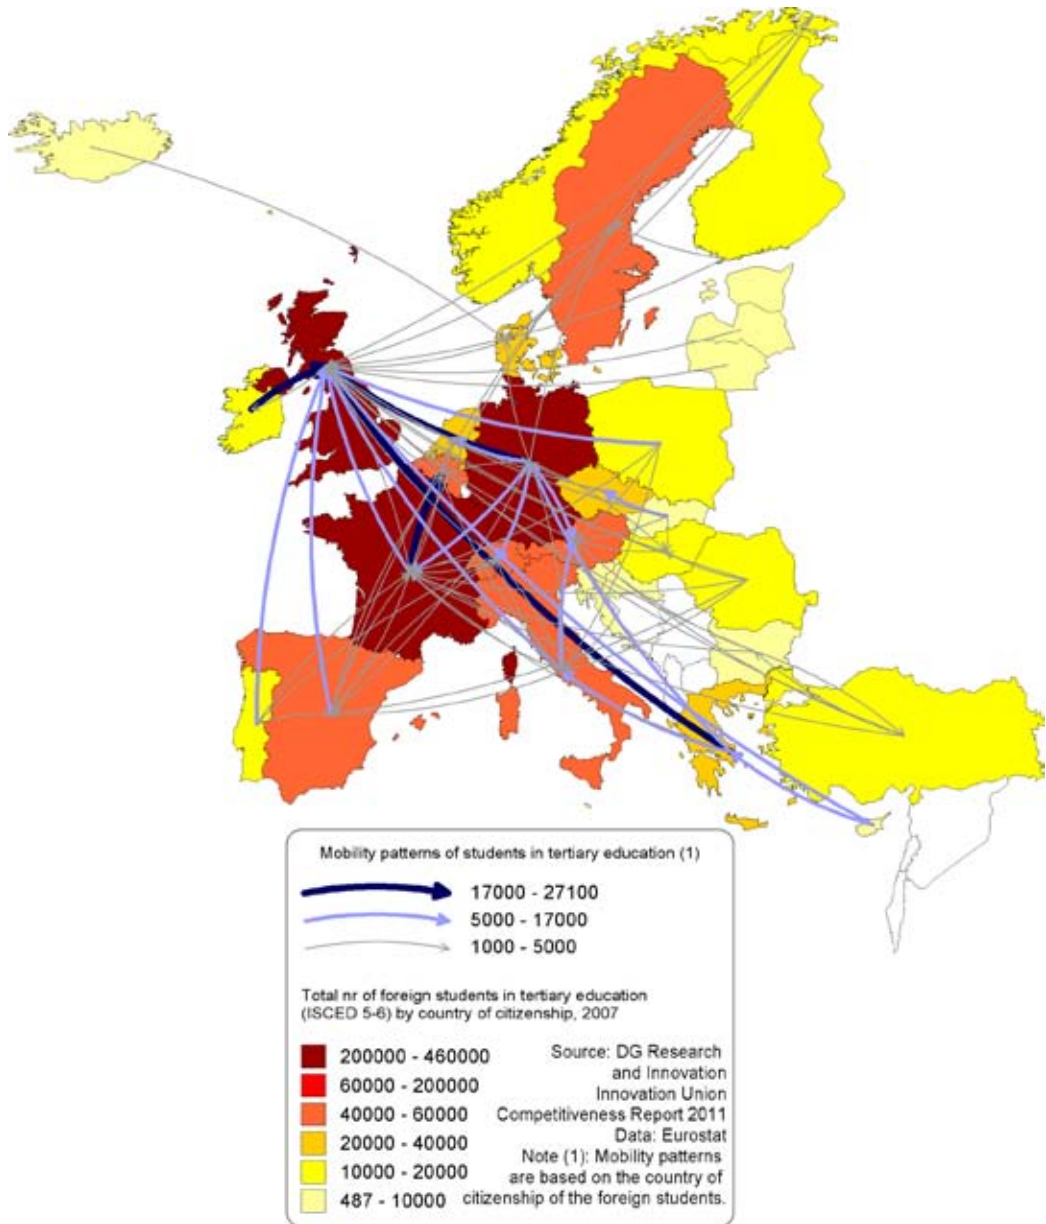 Mobility patterns of students in tertiary education (1)
17000 - 27100
5000 - 17000
1000 - 5000
Total nr of foreign students in tertiary education
(ISCED 5-6) by country of citizenship, 2007
200000 - 460000
60000 - 200000
40000 - 60000
20000 - 40000
10000 - 20000
487 - 10000
Source: DG Research
and Innovation
Innovation Union
Competitiveness Report 2011
Data: Eurostat
Note (1): Mobility patterns
are based on the country of
citizenship of the foreign students.